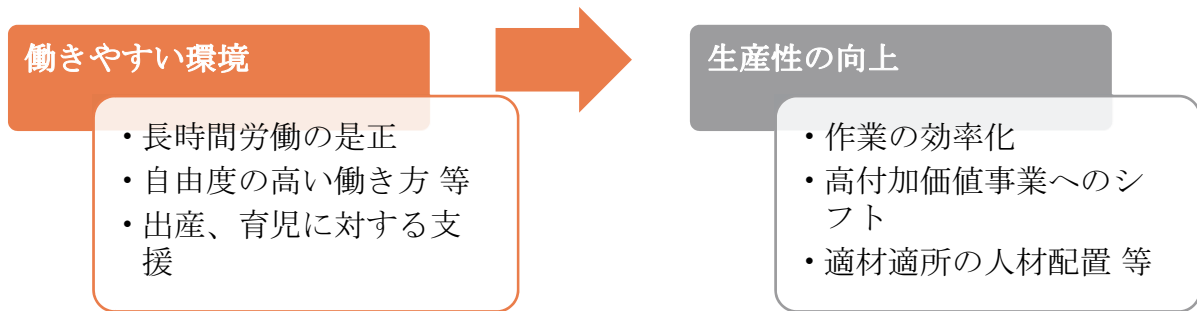 働きやすい環境
・長時間労働の是正
・自由度の高い働き方 等
・出産、育児に対する支
援
生産性の向上
・作業の効率化
・高付加価値事業へのシ
フト
・適材適所の人材配置 等